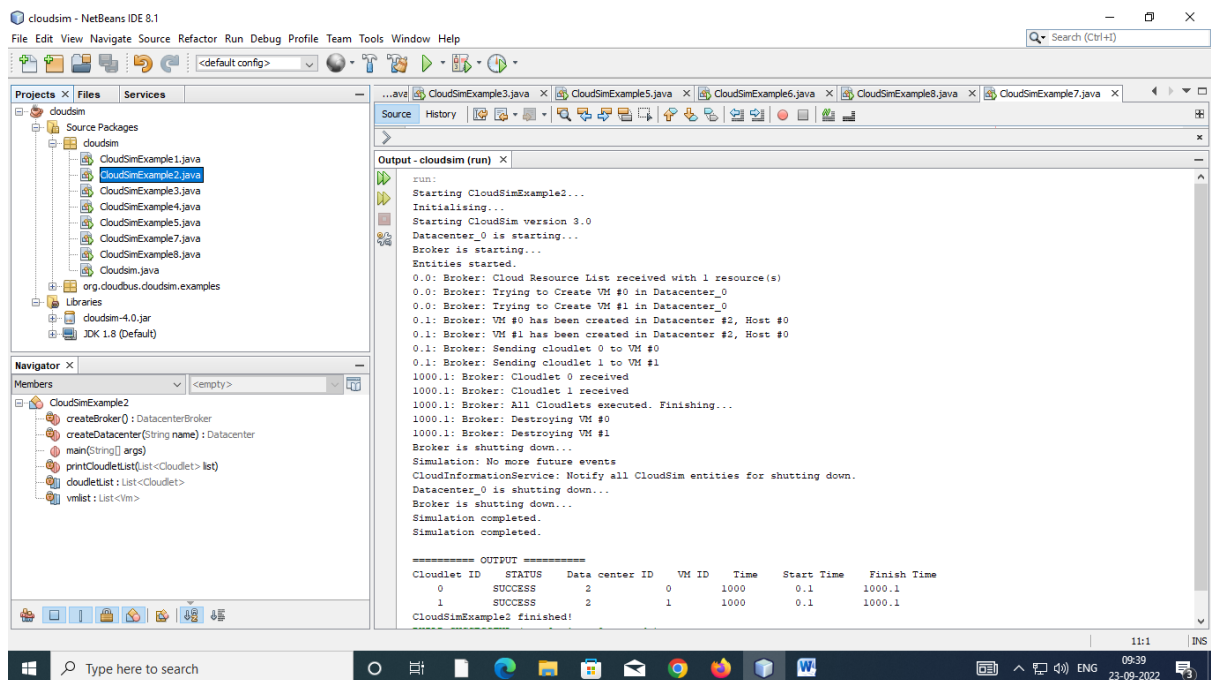 cloudsim - NetBeans IDE 8.1
File Edit View Navigate Source Refactor Run Debug Profile Team Tools Window Help
Search (Ctrl+I)
<default config>
Projects Files Services
cloudsim
Source Packages
cloudsim
CloudSimExample1.java
CloudSimExample2.java
CloudSimExample3.java
CloudSimExample4.java
CloudSimExample5.java
CloudSimExample7.java
CloudSimExample8.java
Cloudsim.java
org.cloudbus.cloudsim.examples
Libraries
cloudsim-4.0.jar
JDK 1.8 (Default)
Navigator
Members <empty>
CloudSimExample2
createBroker() : DatacenterBroker
createDatacenter(String name) : Datacenter
main(String[] args)
printCloudletList(List<Cloudlet> list)
cloudletList : List<Cloudlet>
vmlist : List<Vm>
...ava CloudSimExample3.java CloudSimExample5.java CloudSimExample6.java CloudSimExample8.java CloudSimExample7.java
Source History
Output - cloudsim (run)
run:
Starting CloudSimExample2...
Initialising...
Starting CloudSim version 3.0
Datacenter_0 is starting...
Broker is starting...
Entities started.
0.0: Broker: Cloud Resource List received with 1 resource(s)
0.0: Broker: Trying to Create VM #0 in Datacenter_0
0.0: Broker: Trying to Create VM #1 in Datacenter_0
0.1: Broker: VM #0 has been created in Datacenter #2, Host #0
0.1: Broker: VM #1 has been created in Datacenter #2, Host #0
0.1: Broker: Sending cloudlet 0 to VM #0
0.1: Broker: Sending cloudlet 1 to VM #1
1000.1: Broker: Cloudlet 0 received
1000.1: Broker: Cloudlet 1 received
1000.1: Broker: All Cloudlets executed. Finishing...
1000.1: Broker: Destroying VM #0
1000.1: Broker: Destroying VM #1
Broker is shutting down...
Simulation: No more future events
CloudInformationService: Notify all CloudSim entities for shutting down.
Datacenter_0 is shutting down...
Broker is shutting down...
Simulation completed.
Simulation completed.
========== OUTPUT ==========
Cloudlet ID STATUS Data center ID VM ID Time Start Time Finish Time
0 SUCCESS 2 0 1000 0.1 1000.1
1 SUCCESS 2 1 1000 0.1 1000.1
CloudSimExample2 finished!
11:1 INS
Type here to search
ENG
09:39
23-09-2022
3